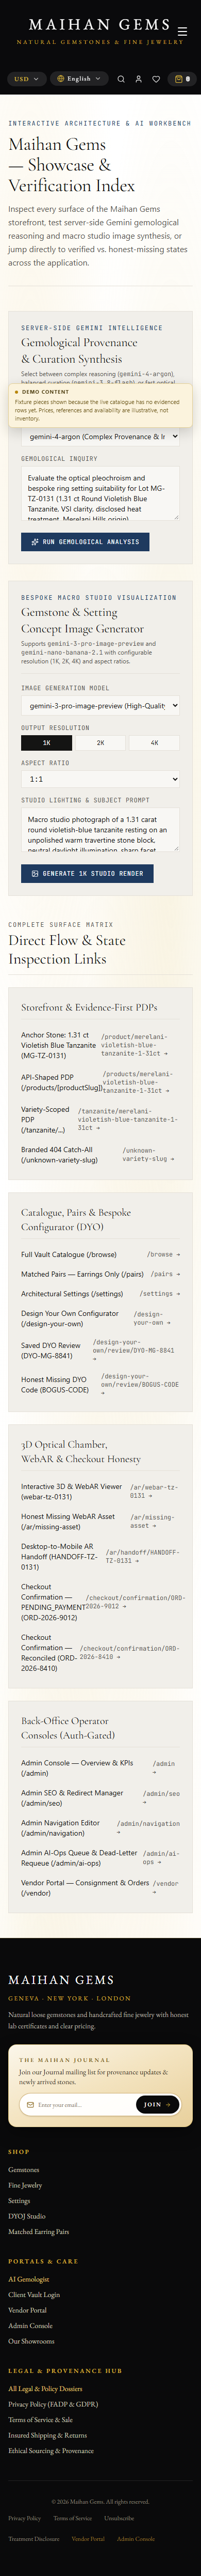 MAIHAN GEMS
NATURAL GEMSTONES & FINE JEWELRY
USD
English
0
INTERACTIVE ARCHITECTURE & AI WORKBENCH
Maihan Gems
— Showcase &
Verification Index
Inspect every surface of the Maihan Gems
storefront, test server-side Gemini gemological
reasoning and macro studio image synthesis, or
jump directly to verified vs. honest-missing states
across the application.
SERVER-SIDE GEMINI INTELLIGENCE
Gemological Provenance
& Curation Synthesis
Select between complex reasoning (gemini-4-argon),
DEMO CONTENT
Fixture pieces shown because the live catalogue has no evidenced
rows yet. Prices, references and availability are illustrative, not
inventory.
gemini-4-argon (Complex Provenance & Ir
GEMOLOGICAL INQUIRY
Evaluate the optical pleochroism and
bespoke ring setting suitability for Lot MG-
TZ-0131 (1.31 ct Round Violetish Blue
Tanzanite, VSI clarity, disclosed heat
treatment, Merelani Hills origin)
RUN GEMOLOGICAL ANALYSIS
BESPOKE MACRO STUDIO VISUALIZATION
Gemstone & Setting
Concept Image Generator
Supports gemini-3-pro-image-preview and
gemini-nano-banana-2.1 with configurable
resolution (1K, 2K, 4K) and aspect ratios.
IMAGE GENERATION MODEL
gemini-3-pro-image-preview (High-Quality
OUTPUT RESOLUTION
1K
2K
4K
ASPECT RATIO
1:1
STUDIO LIGHTING & SUBJECT PROMPT
Macro studio photograph of a 1.31 carat
round violetish-blue tanzanite resting on an
unpolished warm travertine stone block,
neutral daylight illumination, sharp facet
GENERATE 1K STUDIO RENDER
COMPLETE SURFACE MATRIX
Direct Flow & State
Inspection Links
Storefront & Evidence-First PDPs
Anchor Stone: 1.31 ct
Violetish Blue Tanzanite
(MG-TZ-0131)
/product/merelani-
violetish-blue-
tanzanite-1-31ct →
API-Shaped PDP
(/products/[productSlug])
/products/merelani-
violetish-blue-
tanzanite-1-31ct →
Variety-Scoped
PDP
(/tanzanite/...)
/tanzanite/merelani-
violetish-blue-tanzanite-1-
31ct →
Branded 404 Catch-All
(/unknown-variety-slug)
/unknown-
variety-slug →
Catalogue, Pairs & Bespoke
Configurator (DYO)
Full Vault Catalogue (/browse)
/browse →
Matched Pairs — Earrings Only (/pairs)
/pairs →
Architectural Settings (/settings)
/settings →
Design Your Own Configurator
(/design-your-own)
/design-
your-own →
Saved DYO Review
(DYO-MG-8841)
/design-your-
own/review/DYO-MG-8841
→
Honest Missing DYO
Code (BOGUS-CODE)
/design-your-
own/review/BOGUS-CODE
→
3D Optical Chamber,
WebAR & Checkout Honesty
Interactive 3D & WebAR Viewer
(webar-tz-0131)
/ar/webar-tz-
0131 →
Honest Missing WebAR Asset
(/ar/missing-asset)
/ar/missing-
asset →
Desktop-to-Mobile AR
Handoff (HANDOFF-TZ-
0131)
/ar/handoff/HANDOFF-
TZ-0131 →
Checkout
Confirmation —
PENDING_PAYMENT
(ORD-2026-9012)
/checkout/confirmation/ORD-
2026-9012 →
Checkout
Confirmation —
Reconciled (ORD-
2026-8410)
/checkout/confirmation/ORD-
2026-8410 →
Back-Office Operator
Consoles (Auth-Gated)
Admin Console — Overview & KPIs
(/admin)
/admin
→
Admin SEO & Redirect Manager
(/admin/seo)
/admin/seo
→
Admin Navigation Editor
(/admin/navigation)
/admin/navigation
→
Admin AI-Ops Queue & Dead-Letter
Requeue (/admin/ai-ops)
/admin/ai-
ops →
Vendor Portal — Consignment & Orders
(/vendor)
/vendor
→
MAIHAN GEMS
GENEVA · NEW YORK · LONDON
Natural loose gemstones and handcrafted fine jewelry with honest
lab certificates and clear pricing.
THE MAIHAN JOURNAL
Join our Journal mailing list for provenance updates &
newly arrived stones.
Enter your email...
JOIN →
SHOP
Gemstones
Fine Jewelry
Settings
DYOJ Studio
Matched Earring Pairs
PORTALS & CARE
AI Gemologist
Client Vault Login
Vendor Portal
Admin Console
Our Showrooms
LEGAL & PROVENANCE HUB
All Legal & Policy Dossiers
Privacy Policy (FADP & GDPR)
Terms of Service & Sale
Insured Shipping & Returns
Ethical Sourcing & Provenance
© 2026 Maihan Gems. All rights reserved.
Privacy Policy
Terms of Service
Unsubscribe
Treatment Disclosure
Vendor Portal
Admin Console